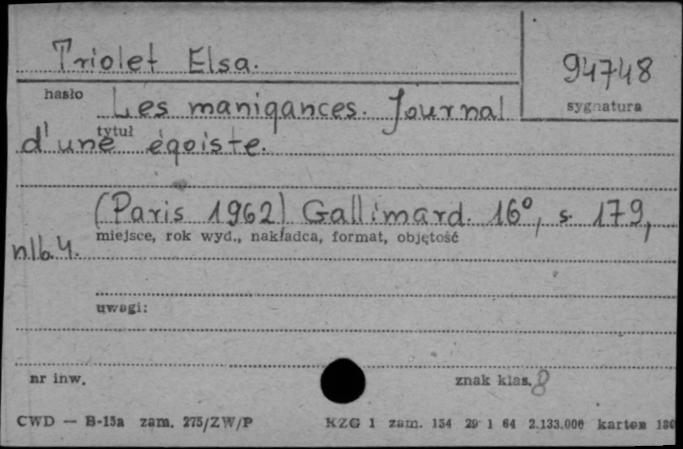 Triolet Elsa.
94748
hasło
sygnatura
Les manigances. Journal
tytuł
d'une égoiste.
(Paris 1962) Gallimard. 16°, s. 179,
miejsce, rok wyd., nakładca, format, objętość
nlb. 4.
uwagi:
nr inw.
znak klas. 8
CWD — B-15a zam. 275/ZW/P
KZG 1 zam. 154 29 1 64 2.133.000 kartek